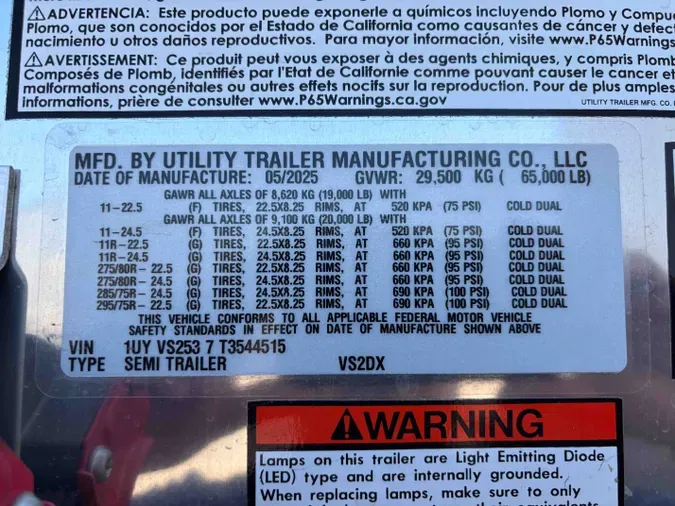 ADVERTENCIA: Este producto puede exponerle a químicos incluyendo Plomo y Compue
Plomo, que son conocidos por el Estado de California como causantes de cáncer y defect
nacimiento u otros daños reproductivos. Para mayor información, visite www.P65Warnings
AVERTISSEMENT: Ce produit peut vous exposer à des agents chimiques, y compris Plomb
Composés de Plomb, identifiés par l'Etat de Californie comme pouvant causer le cancer et
malformations congénitales ou autres effets nocifs sur la reproduction. Pour de plus amples
informations, prière de consulter www.P65Warnings.ca.gov
UTILITY TRAILER MFG. CO.
MFD. BY UTILITY TRAILER MANUFACTURING CO., LLC
DATE OF MANUFACTURE: 05/2025 GVWR: 29,500 KG ( 65,000 LB)
GAWR ALL AXLES OF 8,620 KG (19,000 LB) WITH
11-22.5 (F) TIRES, 22.5X8.25 RIMS, AT 520 KPA (75 PSI) COLD DUAL
GAWR ALL AXLES OF 9,100 KG (20,000 LB) WITH
11-24.5 (F) TIRES, 24.5X8.25 RIMS, AT 520 KPA (75 PSI) COLD DUAL
11R-22.5 (G) TIRES, 22.5X8.25 RIMS, AT 660 KPA (95 PSI) COLD DUAL
11R-24.5 (G) TIRES, 24.5X8.25 RIMS, AT 660 KPA (95 PSI) COLD DUAL
275/80R-22.5 (G) TIRES, 22.5X8.25 RIMS, AT 660 KPA (95 PSI) COLD DUAL
275/80R-24.5 (G) TIRES, 24.5X8.25 RIMS, AT 660 KPA (95 PSI) COLD DUAL
285/75R-24.5 (G) TIRES, 24.5X8.25 RIMS, AT 690 KPA (100 PSI) COLD DUAL
295/75R-22.5 (G) TIRES, 22.5X8.25 RIMS, AT 690 KPA (100 PSI) COLD DUAL
THIS VEHICLE CONFORMS TO ALL APPLICABLE FEDERAL MOTOR VEHICLE
SAFETY STANDARDS IN EFFECT ON DATE OF MANUFACTURE SHOWN ABOVE
VIN 1UY VS253 7 T3544515
TYPE SEMI TRAILER VS2DX
WARNING
Lamps on this trailer are Light Emitting Diode
(LED) type and are internally grounded.
When replacing lamps, make sure to only